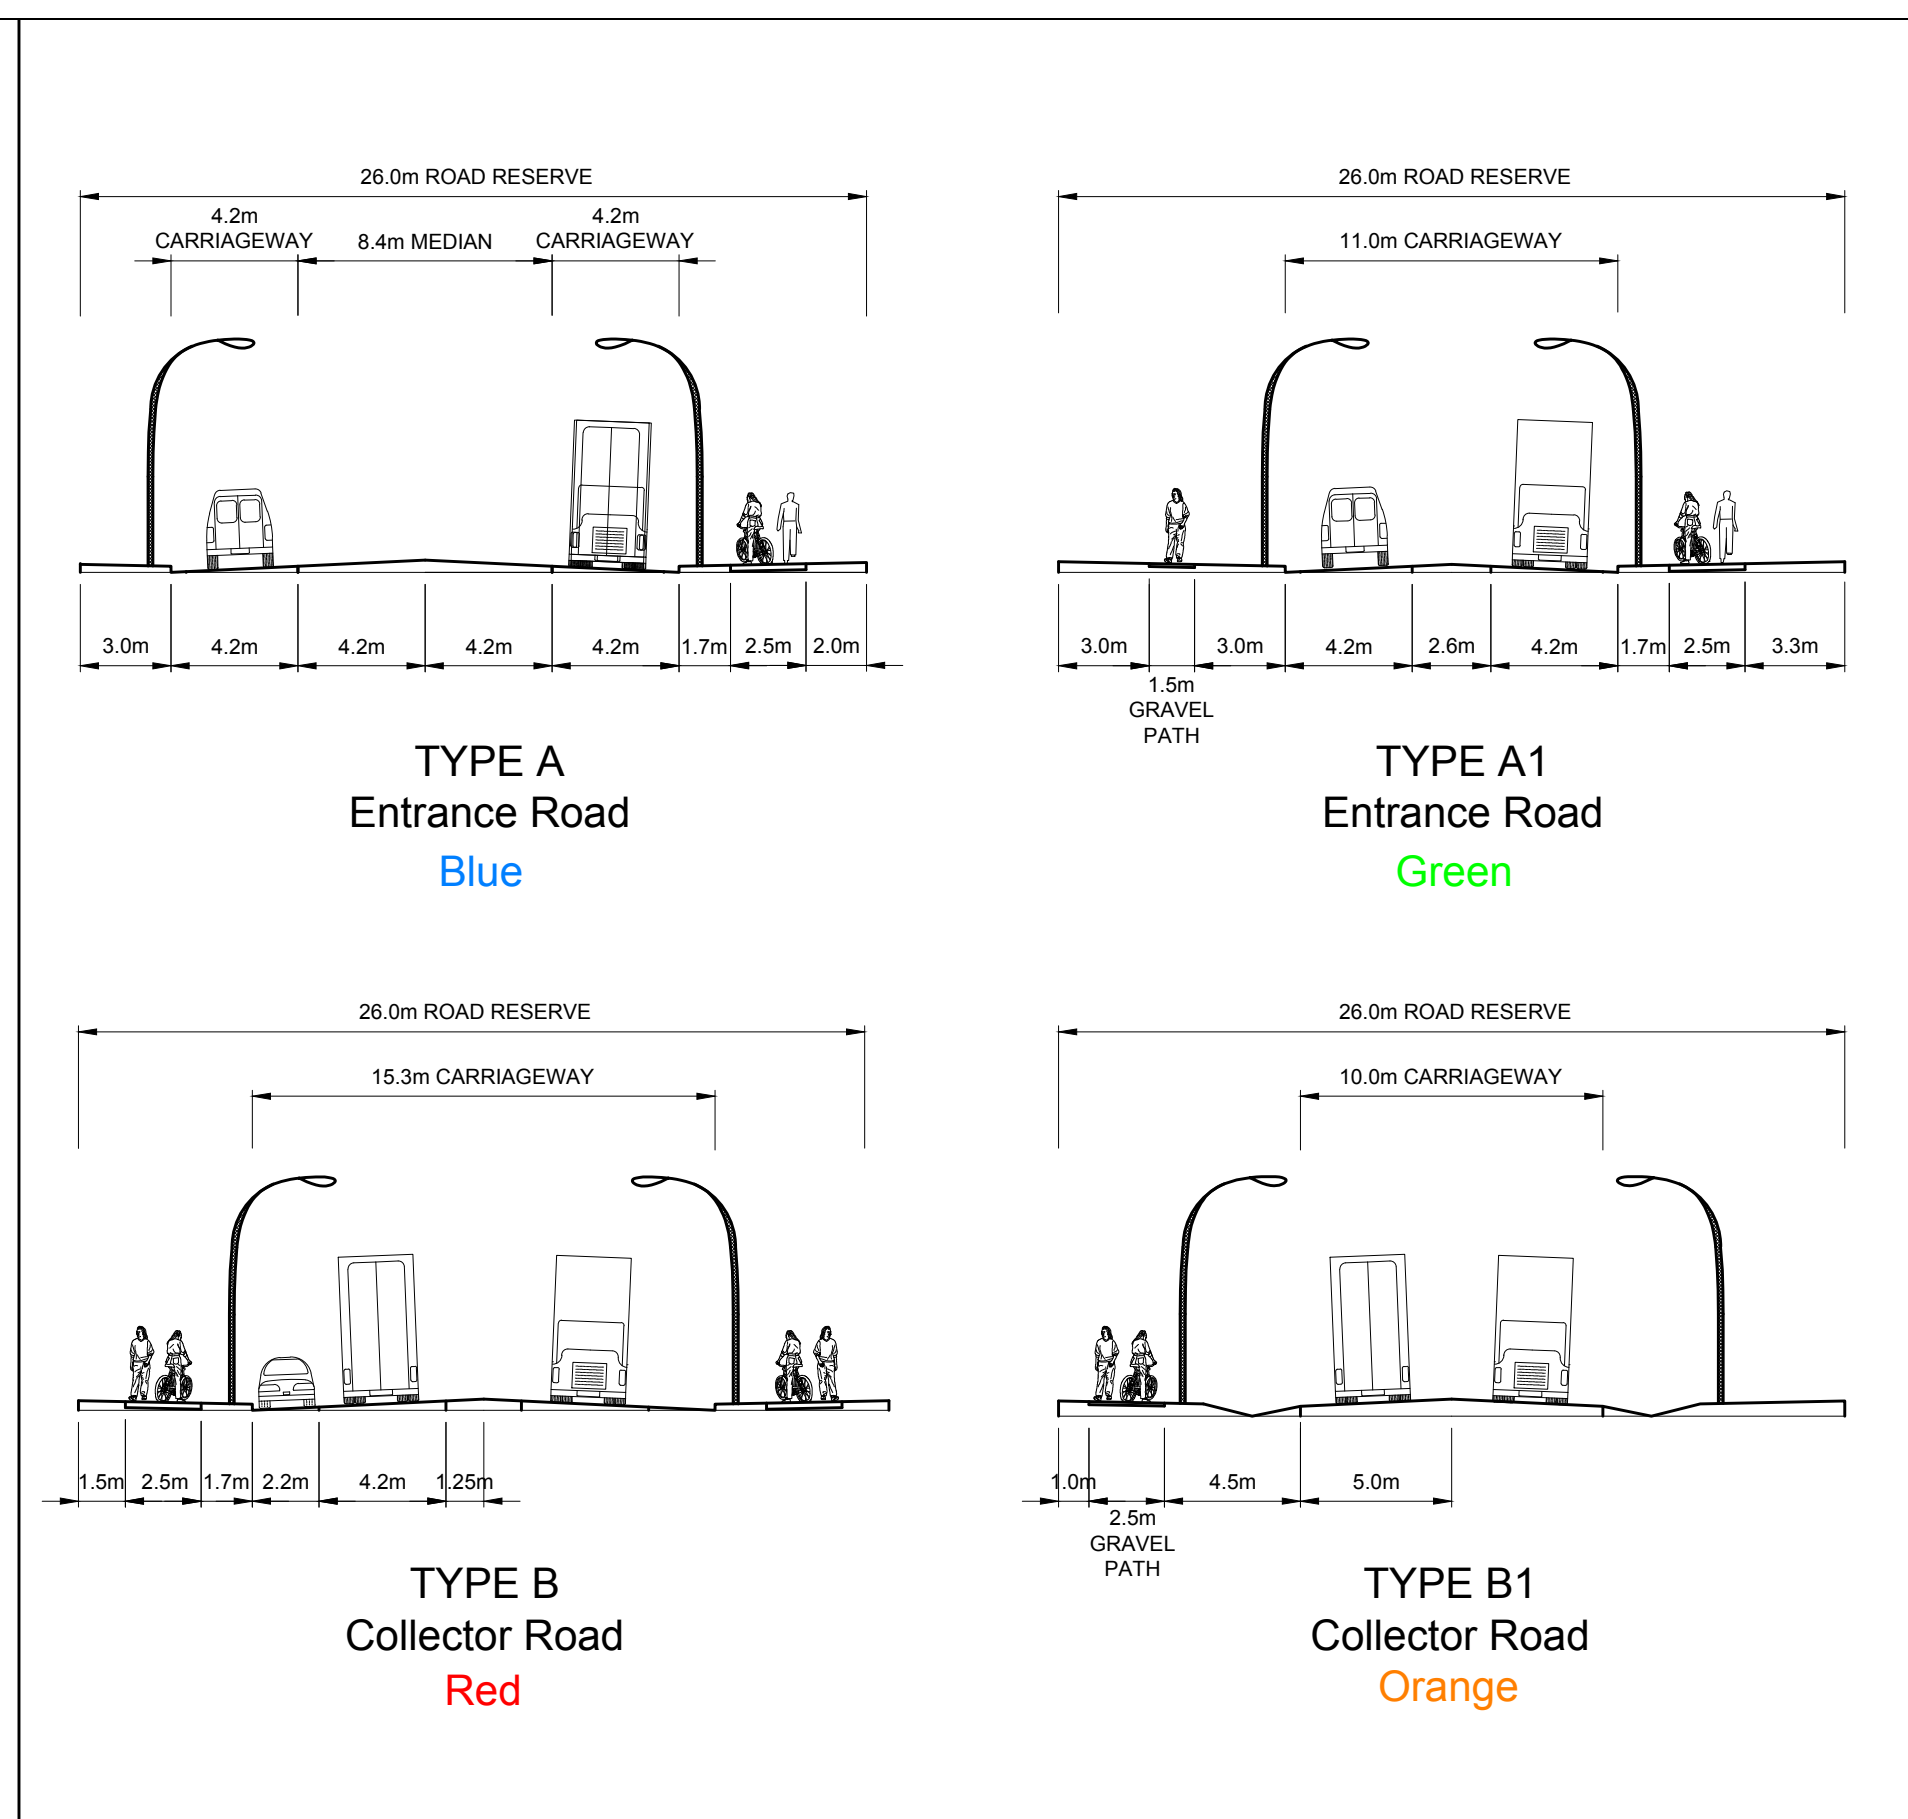 26.0m ROAD RESERVE
4.2m
CARRIAGEWAY
8.4m MEDIAN
4.2m
CARRIAGEWAY
3.0m
4.2m
4.2m
4.2m
4.2m
1.7m
2.5m
2.0m
TYPE A
Entrance Road
Blue
26.0m ROAD RESERVE
11.0m CARRIAGEWAY
3.0m
1.5m
GRAVEL
PATH
3.0m
4.2m
2.6m
4.2m
1.7m
2.5m
3.3m
TYPE A1
Entrance Road
Green
26.0m ROAD RESERVE
15.3m CARRIAGEWAY
1.5m
2.5m
1.7m
2.2m
4.2m
1.25m
TYPE B
Collector Road
Red
26.0m ROAD RESERVE
10.0m CARRIAGEWAY
1.0m
2.5m
GRAVEL
PATH
4.5m
5.0m
TYPE B1
Collector Road
Orange